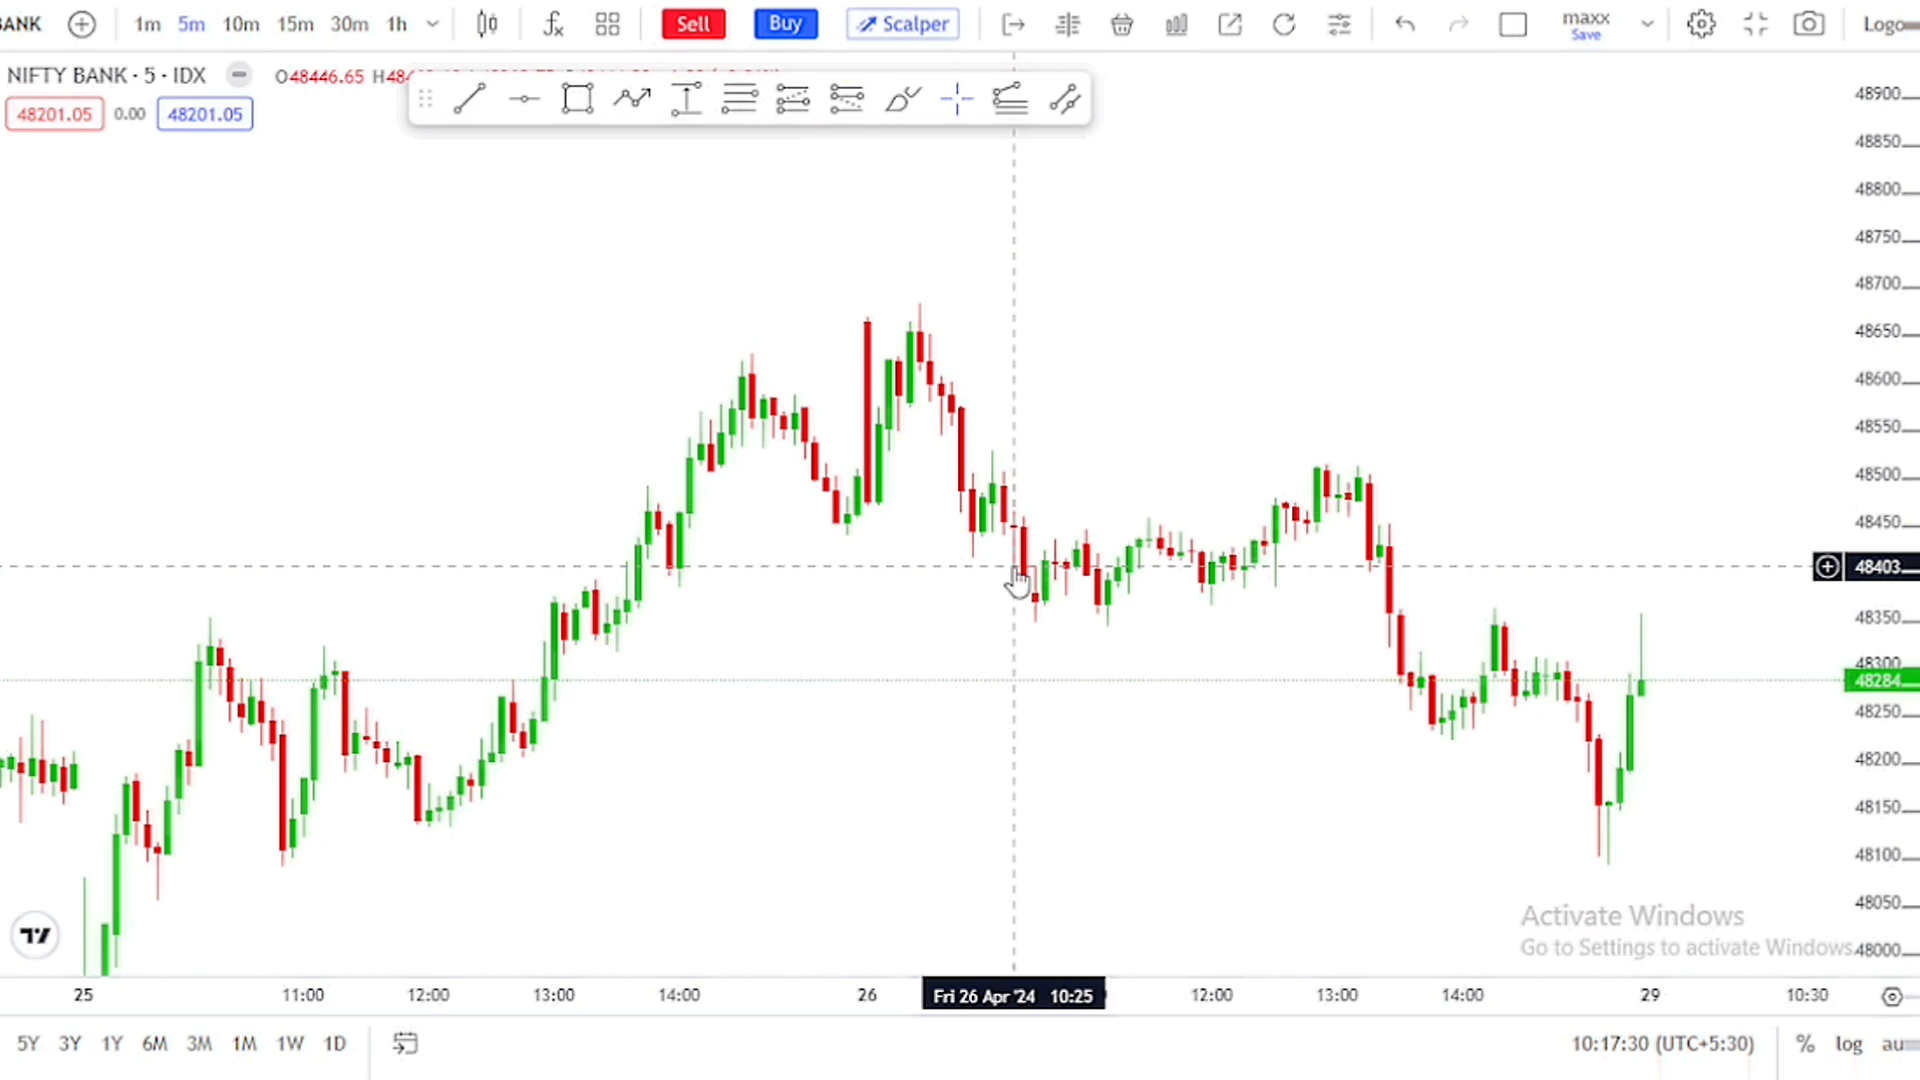 BANK 1m 5m 10m 15m 30m 1h Sell Buy Scalper maxx
Save
NIFTY BANK · 5 · IDX O48446.65
48201.05 0.00 48201.05
48900
48850
48800
48750
48700
48650
48600
48550
48500
48450
48403
48350
48300
48284
48250
48200
48150
48100
48050
48000
Activate Windows
Go to Settings to activate Windows.
25 11:00 12:00 13:00 14:00 26 Fri 26 Apr '24 10:25 12:00 13:00 14:00 29 10:30
5Y 3Y 1Y 6M 3M 1M 1W 1D 10:17:30 (UTC+5:30) % log